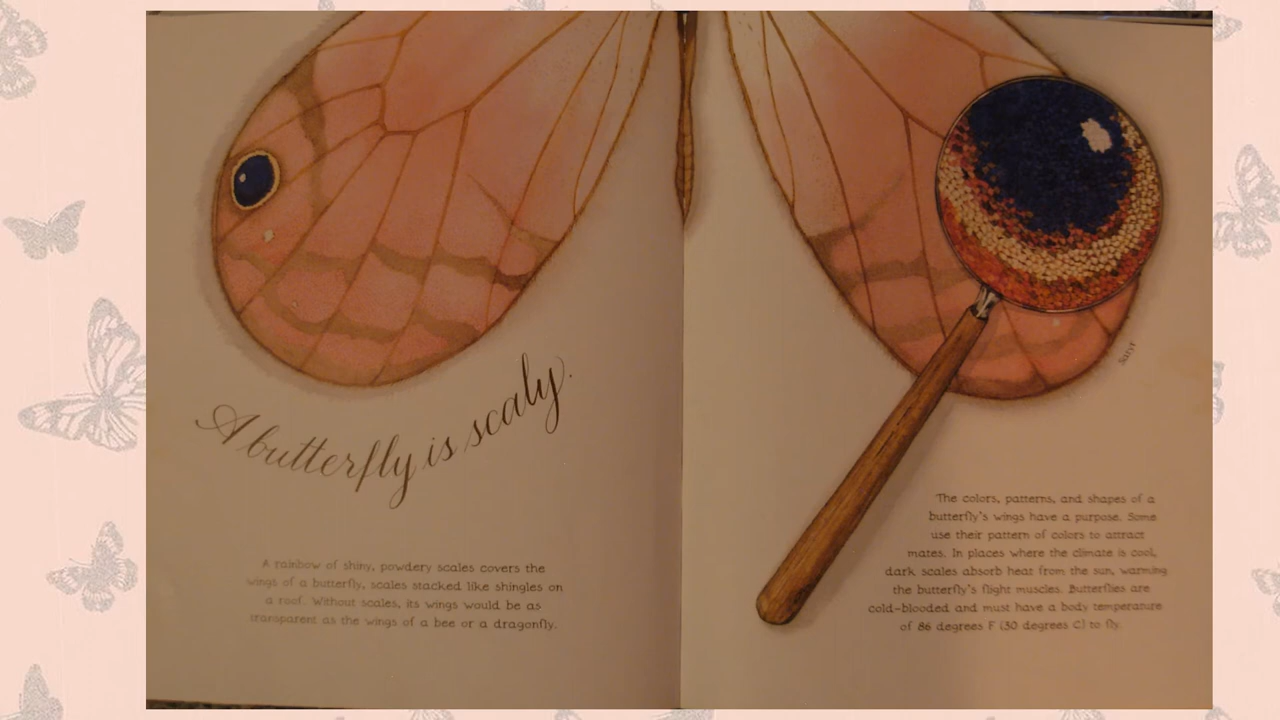 A butterfly is scaly.
A rainbow of shiny, powdery scales covers the
wings of a butterfly, scales stacked like shingles on
a roof. Without scales, its wings would be as
transparent as the wings of a bee or a dragonfly.
Satyr
The colors, patterns, and shapes of a
butterfly's wings have a purpose. Some
use their pattern of colors to attract
mates. In places where the climate is cool,
dark scales absorb heat from the sun, warming
the butterfly's flight muscles. Butterflies are
cold-blooded and must have a body temperature
of 86 degrees F (30 degrees C) to fly.